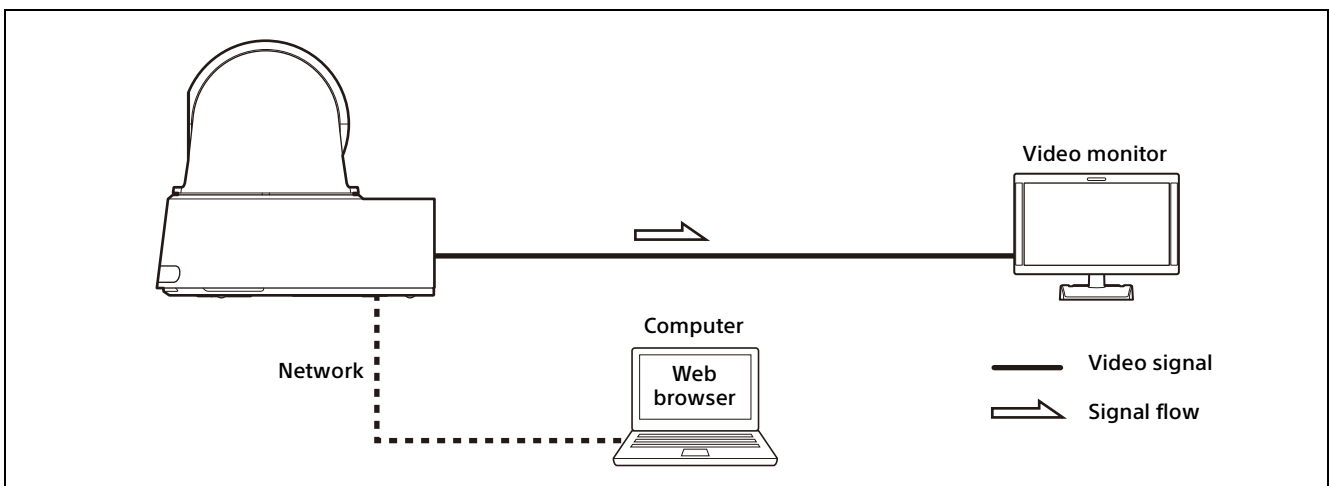 Video monitor
Computer
Network
Web
browser
Video signal
Signal flow